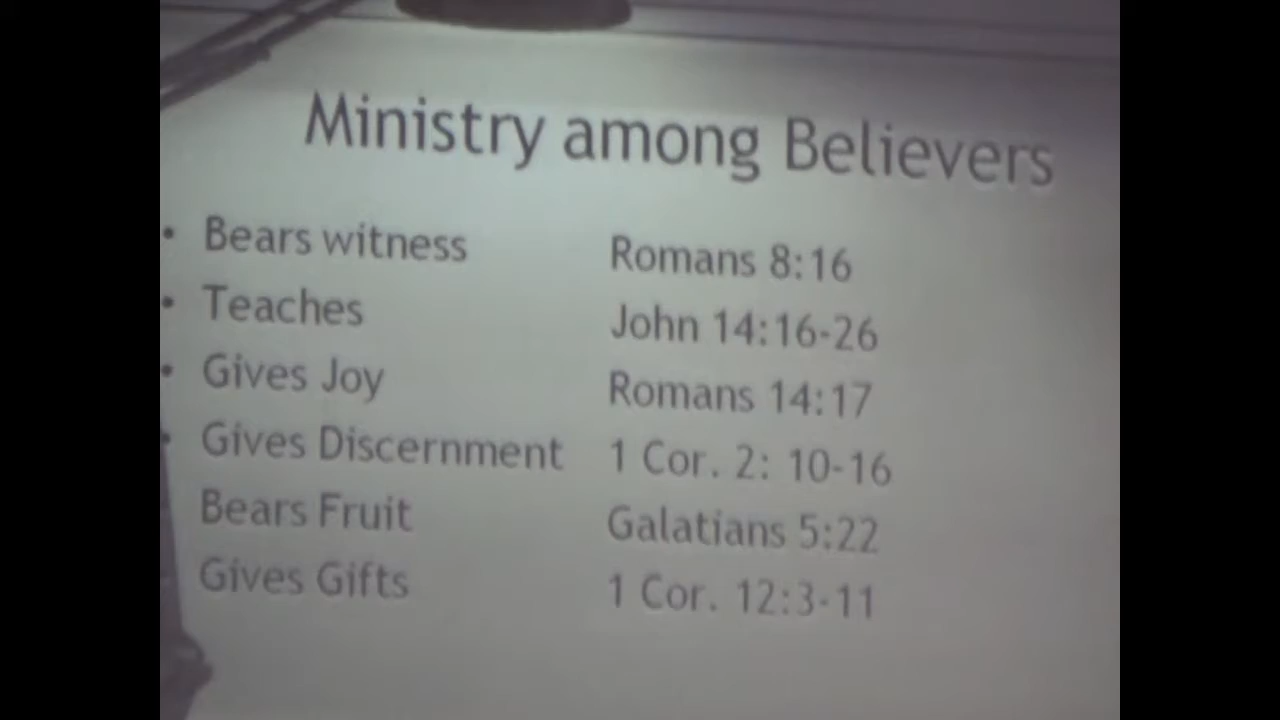 Ministry among Believers
• Bears witness Romans 8:16
• Teaches John 14:16-26
• Gives Joy Romans 14:17
• Gives Discernment 1 Cor. 2: 10-16
Bears Fruit Galatians 5:22
Gives Gifts 1 Cor. 12:3-11